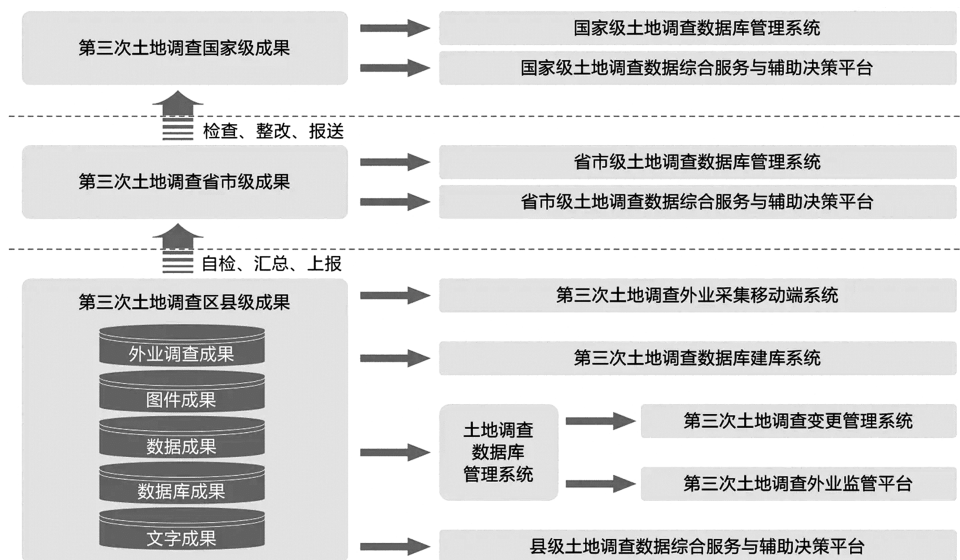 第三次土地调查国家级成果
国家级土地调查数据库管理系统
国家级土地调查数据综合服务与辅助决策平台
检查、整改、报送
第三次土地调查省市级成果
省市级土地调查数据库管理系统
省市级土地调查数据综合服务与辅助决策平台
自检、汇总、上报
第三次土地调查区县级成果
外业调查成果
图件成果
数据成果
数据库成果
文字成果
第三次土地调查外业采集移动端系统
第三次土地调查数据库建库系统
土地调查
数据库
管理系统
第三次土地调查变更管理系统
第三次土地调查外业监管平台
县级土地调查数据综合服务与辅助决策平台